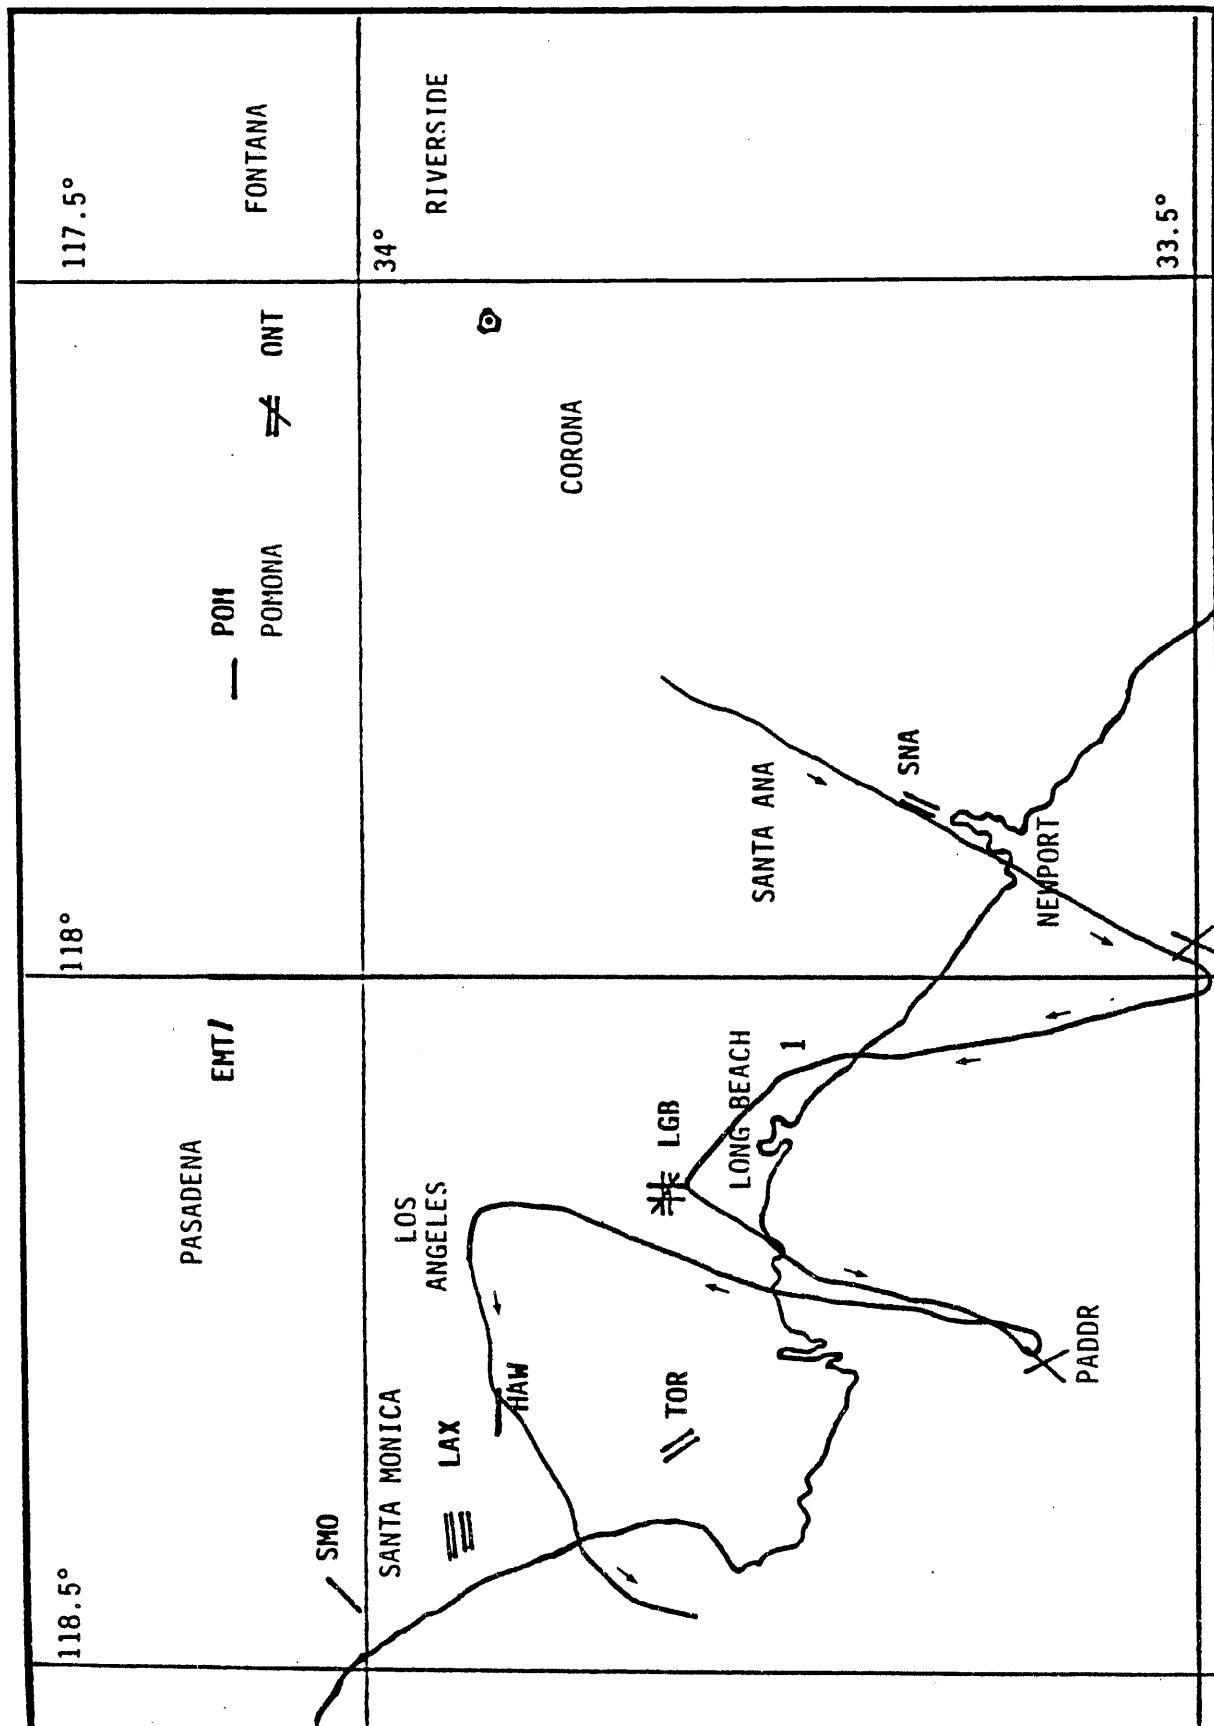 118.5°
118°
117.5°
PASADENA
EMT
POM
POMONA
ONT
FONTANA
SMO
34°
SANTA MONICA
LAX
LOS
ANGELES
RIVERSIDE
HAW
CORONA
TOR
LGB
LONG BEACH
1
SANTA ANA
SNA
NEWPORT
PADDR
33.5°